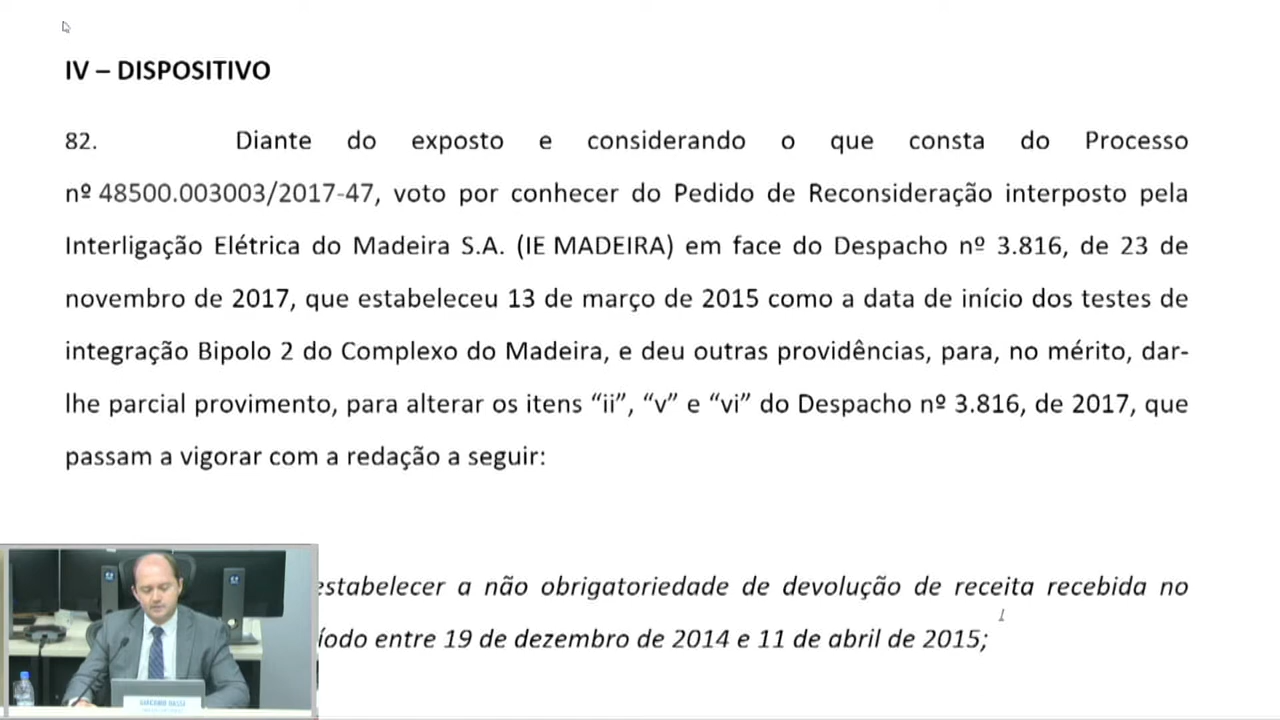 IV – DISPOSITIVO
82. Diante do exposto e considerando o que consta do Processo
nº 48500.003003/2017-47, voto por conhecer do Pedido de Reconsideração interposto pela
Interligação Elétrica do Madeira S.A. (IE MADEIRA) em face do Despacho nº 3.816, de 23 de
novembro de 2017, que estabeleceu 13 de março de 2015 como a data de início dos testes de
integração Bipolo 2 do Complexo do Madeira, e deu outras providências, para, no mérito, dar-
lhe parcial provimento, para alterar os itens “ii”, “v” e “vi” do Despacho nº 3.816, de 2017, que
passam a vigorar com a redação a seguir:
estabelecer a não obrigatoriedade de devolução de receita recebida no
íodo entre 19 de dezembro de 2014 e 11 de abril de 2015;